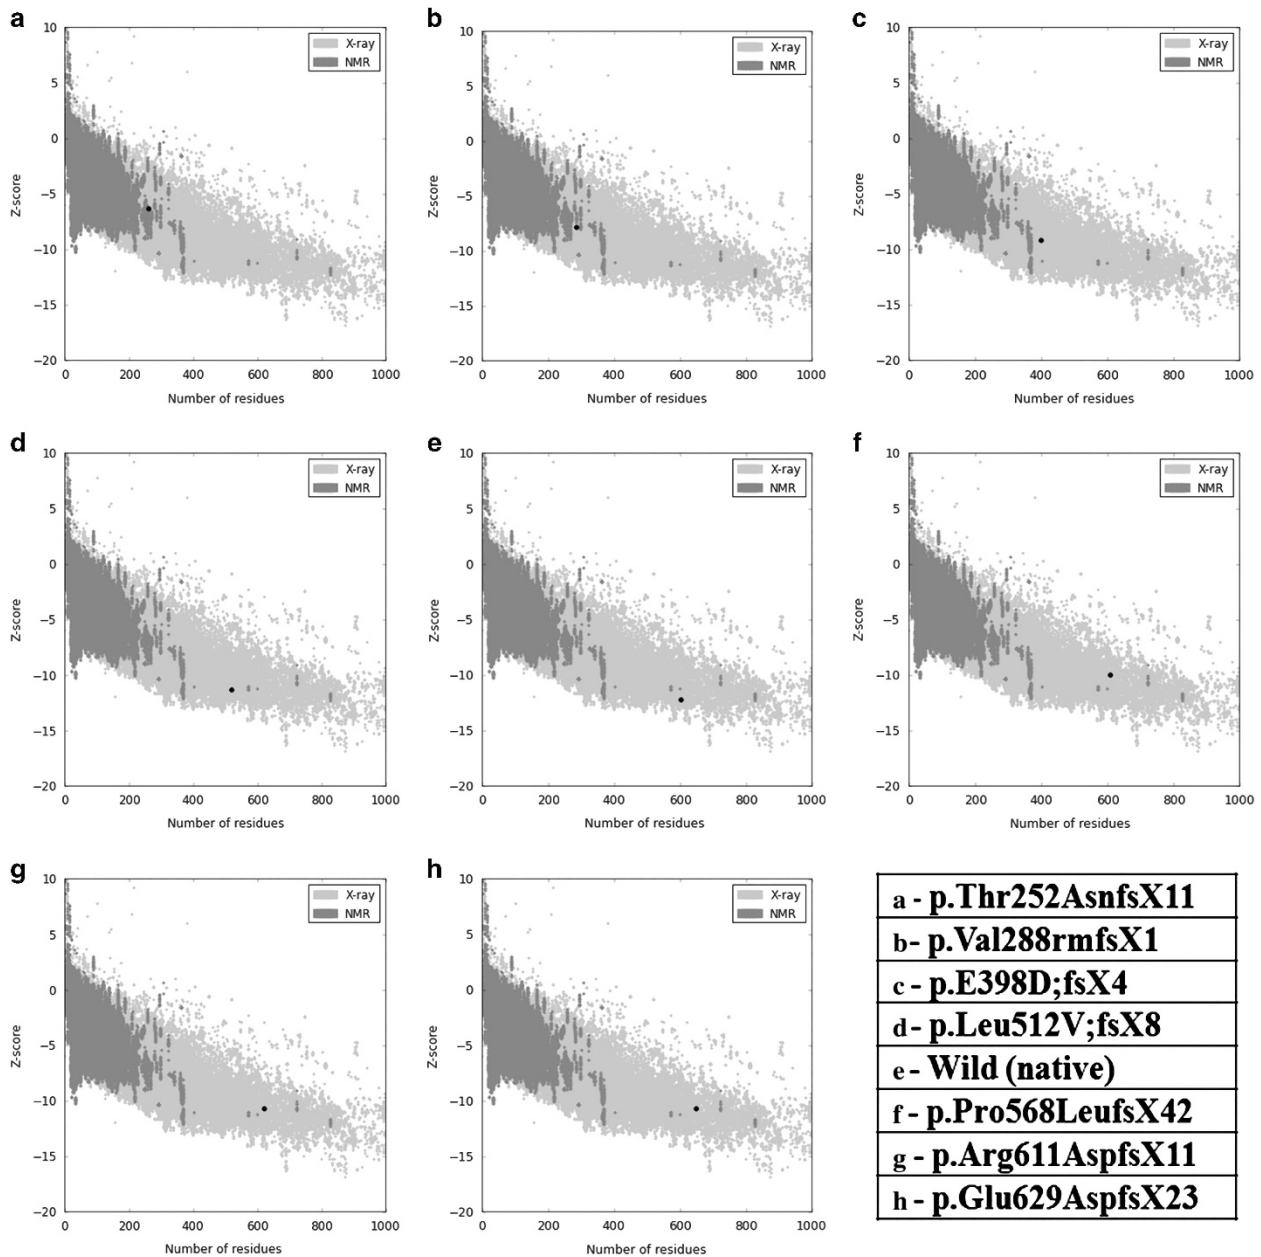 a
b
c
10
5
0
−5
−10
−15
−20
Z-score
X-ray
NMR
0 200 400 600 800 1000
Number of residues
10
5
0
−5
−10
−15
−20
Z-score
X-ray
NMR
0 200 400 600 800 1000
Number of residues
10
5
0
−5
−10
−15
−20
Z-score
X-ray
NMR
0 200 400 600 800 1000
Number of residues
d
e
f
10
5
0
−5
−10
−15
−20
Z-score
X-ray
NMR
0 200 400 600 800 1000
Number of residues
10
5
0
−5
−10
−15
−20
Z-score
X-ray
NMR
0 200 400 600 800 1000
Number of residues
10
5
0
−5
−10
−15
−20
Z-score
X-ray
NMR
0 200 400 600 800 1000
Number of residues
g
h
10
5
0
−5
−10
−15
−20
Z-score
X-ray
NMR
0 200 400 600 800 1000
Number of residues
10
5
0
−5
−10
−15
−20
Z-score
X-ray
NMR
0 200 400 600 800 1000
Number of residues
a - p.Thr252AsnfsX11
b- p.Val288rmfsX1
c - p.E398D;fsX4
d - p.Leu512V;fsX8
e - Wild (native)
f - p.Pro568LeufsX42
g - p.Arg611AspfsX11
h - p.Glu629AspfsX23